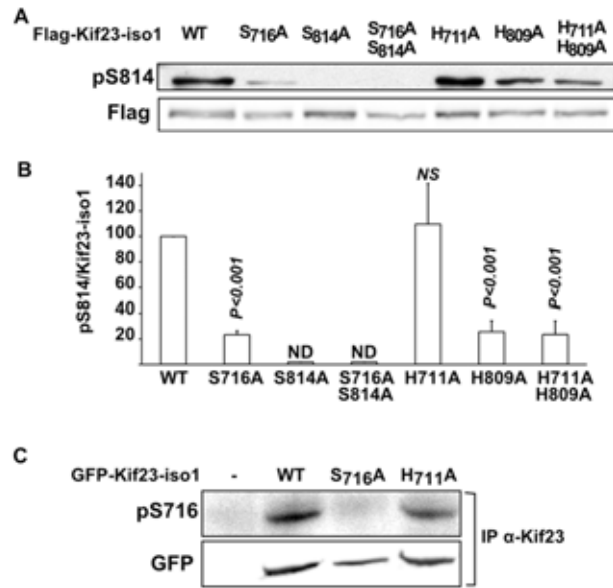 A
Flag-Kif23-iso1 WT S716A S814A S716A S814A H711A H809A H711A H809A
pS814
Flag
B
pS814/Kif23-iso1
140
120
100
80
60
40
20
P<0.001
ND
ND
NS
P<0.001
P<0.001
WT S716A S814A S716A S814A H711A H809A H711A H809A
C
GFP-Kif23-iso1 - WT S716A H711A
pS716
GFP
IP α-Kif23